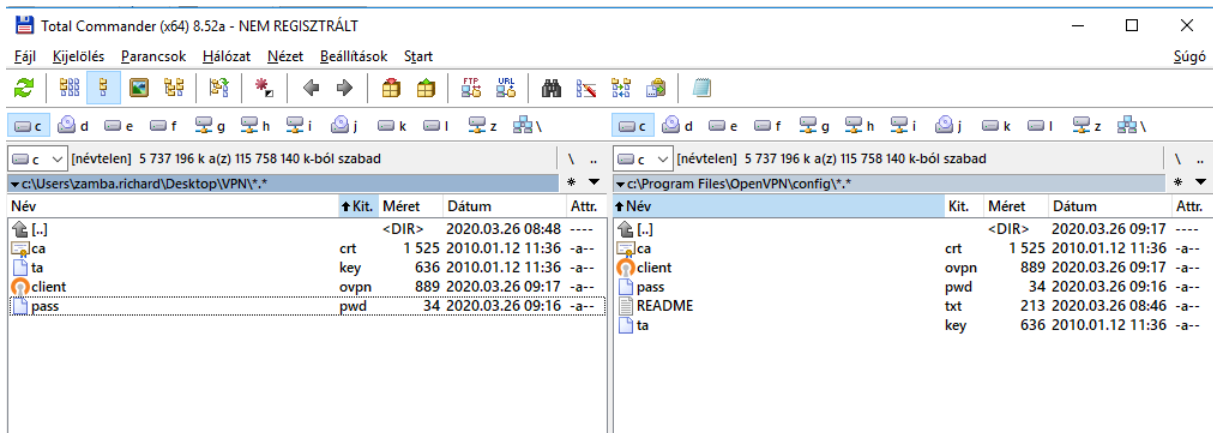 Total Commander (x64) 8.52a - NEM REGISZTRÁLT
Fájl Kijelölés Parancsok Hálózat Nézet Beállítások Start Súgó
FTP URL
c d e f g h i j k l z \ c d e f g h i j k l z \
c [névtelen] 5 737 196 k a(z) 115 758 140 k-ból szabad \ .. c [névtelen] 5 737 196 k a(z) 115 758 140 k-ból szabad \ ..
c:\Users\zamba.richard\Desktop\VPN\*.* * c:\Program Files\OpenVPN\config\*.* *
Név Kit. Méret Dátum Attr. Név Kit. Méret Dátum Attr.
[..] <DIR> 2020.03.26 08:48 ---- [..] <DIR> 2020.03.26 09:17 ----
ca crt 1 525 2010.01.12 11:36 -a-- ca crt 1 525 2010.01.12 11:36 -a--
ta key 636 2010.01.12 11:36 -a-- client ovpn 889 2020.03.26 09:17 -a--
client ovpn 889 2020.03.26 09:17 -a-- pass pwd 34 2020.03.26 09:16 -a--
pass pwd 34 2020.03.26 09:16 -a-- README txt 213 2020.03.26 08:46 -a--
ta key 636 2010.01.12 11:36 -a--